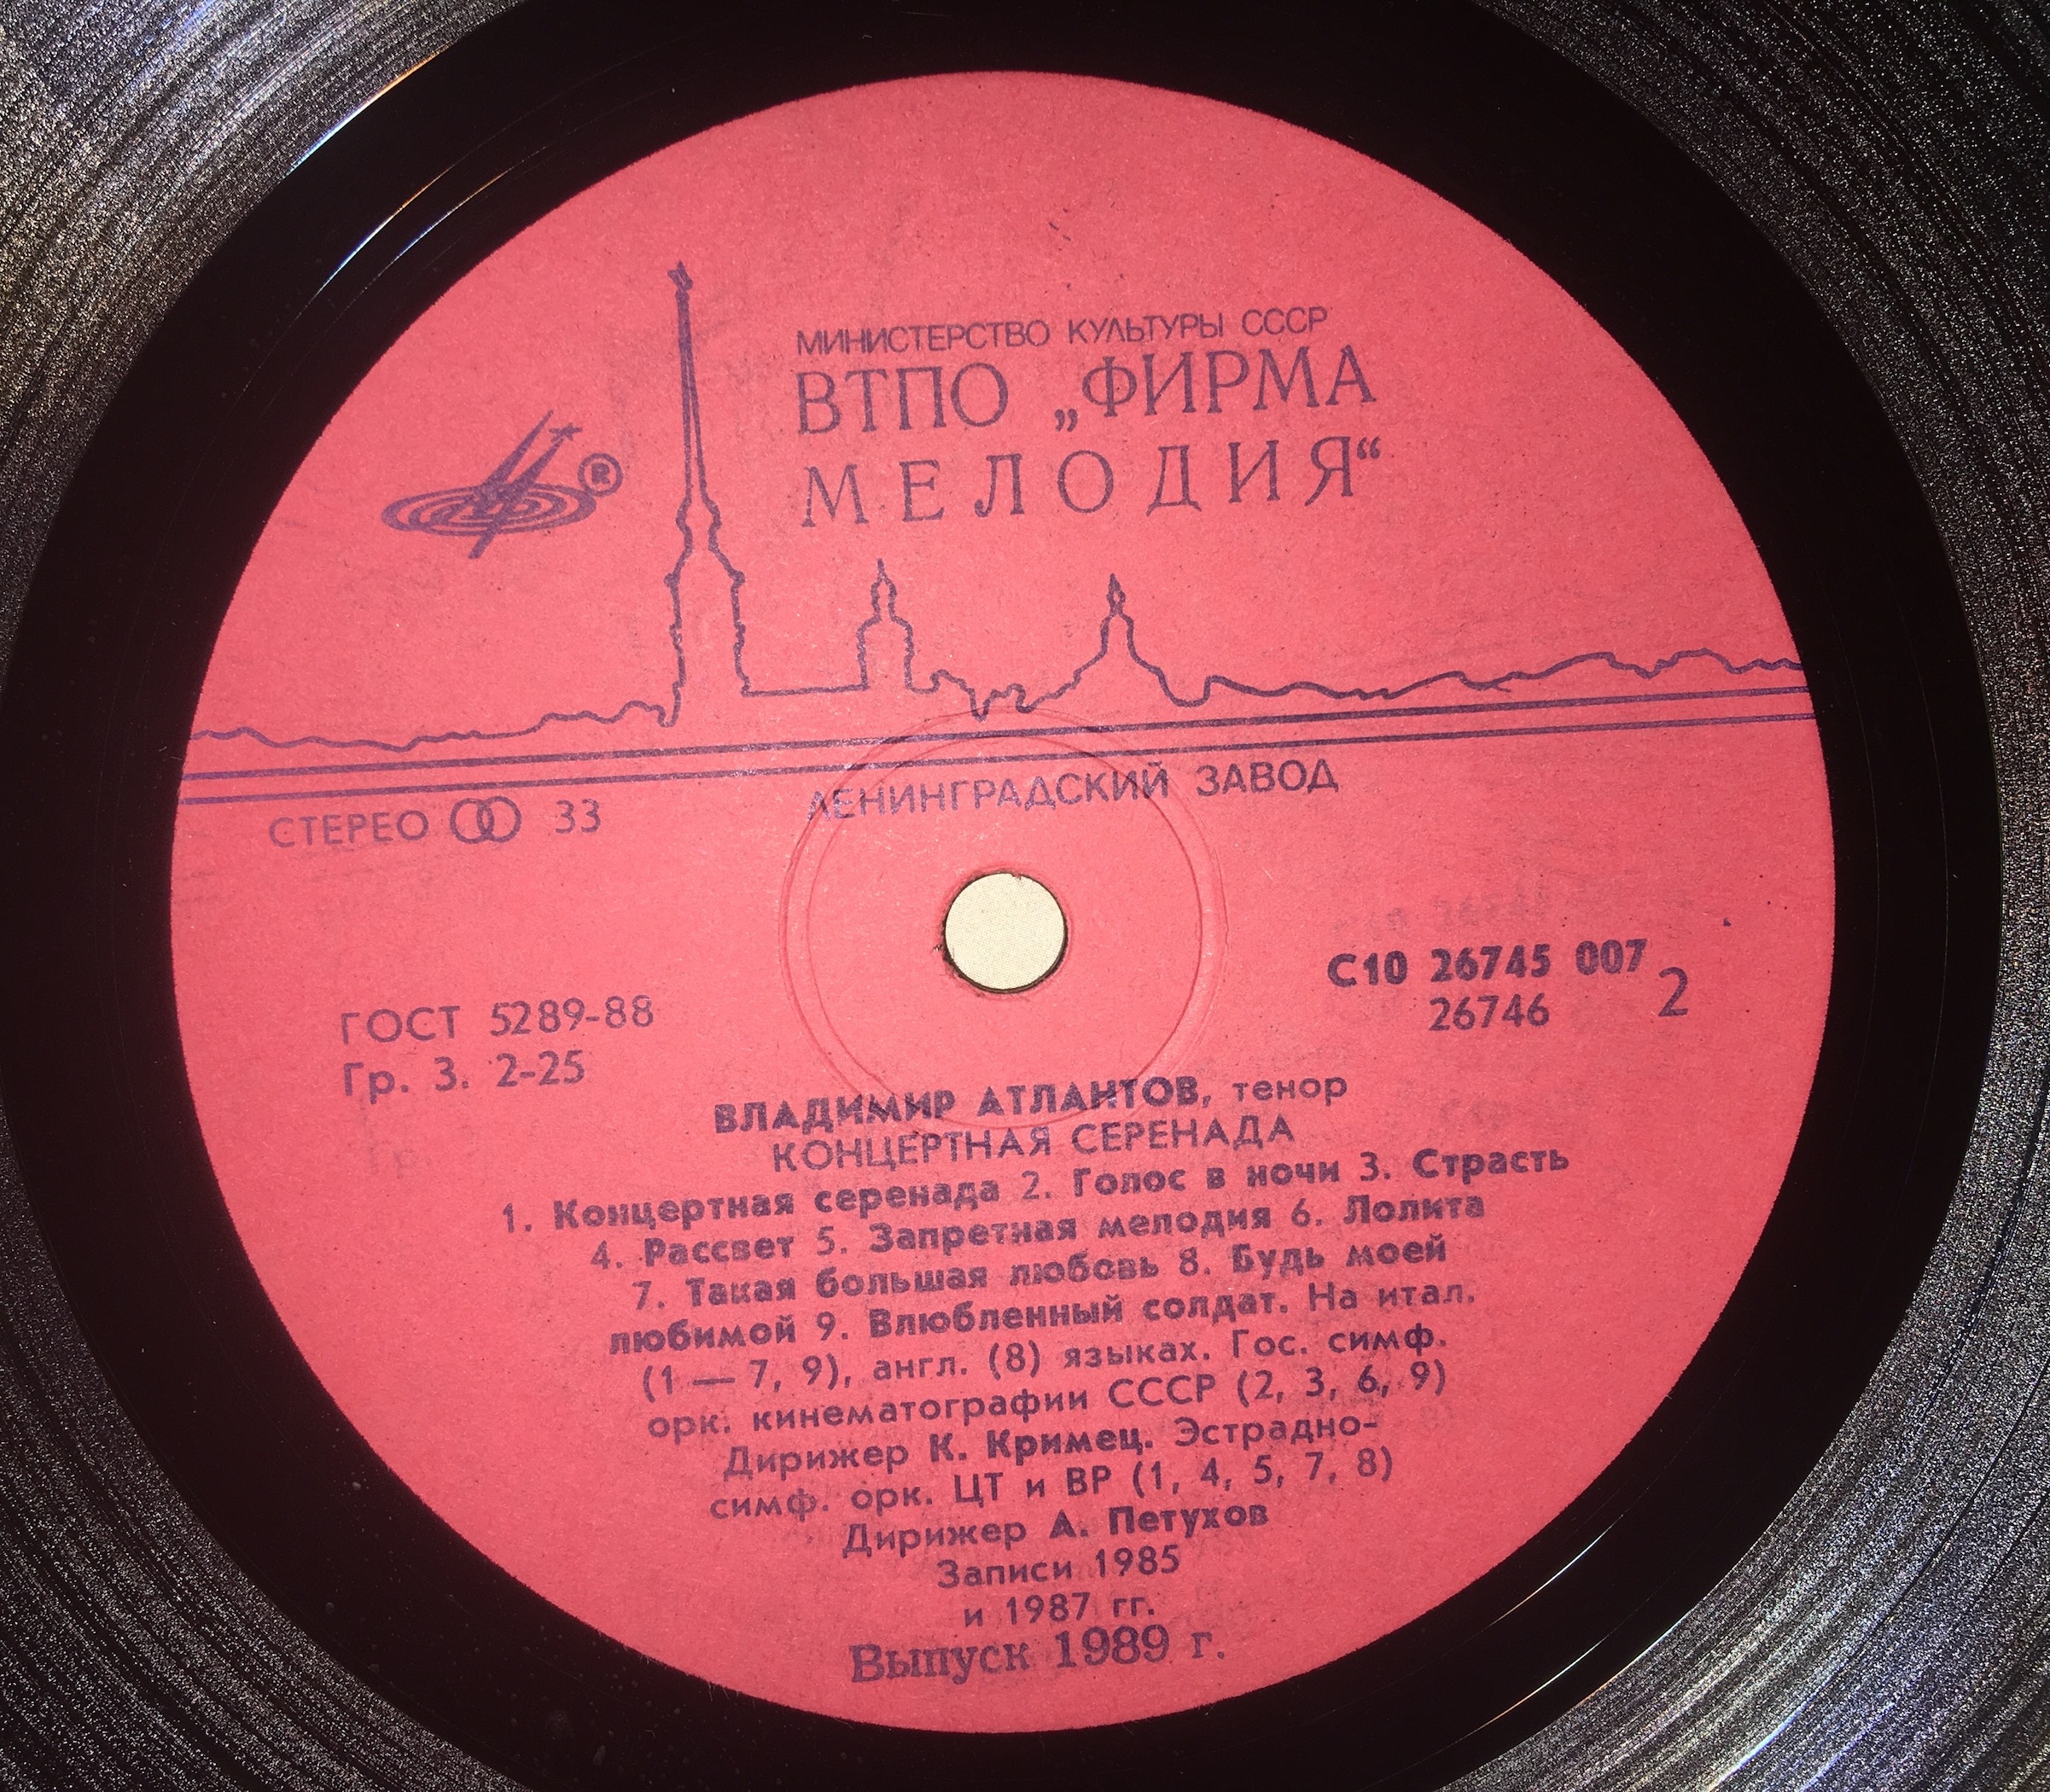 МИНИСТЕРСТВО КУЛЬТУРЫ СССР
ВТПО „ФИРМА
МЕЛОДИЯ“
®
ЛЕНИНГРАДСКИЙ ЗАВОД
СТЕРЕО 33
С10 26745 007
26746
2
ГОСТ 5289-88
Гр. 3. 2-25
ВЛАДИМИР АТЛАНТОВ, тенор
КОНЦЕРТНАЯ СЕРЕНАДА
1. Концертная серенада 2. Голос в ночи 3. Страсть
4. Рассвет 5. Запретная мелодия 6. Лолита
7. Такая большая любовь 8. Будь моей
любимой 9. Влюбленный солдат. На итал.
(1 — 7, 9), англ. (8) языках. Гос. симф.
орк. кинематографии СССР (2, 3, 6, 9)
Дирижер К. Кримец. Эстрадно-
симф. орк. ЦТ и ВР (1, 4, 5, 7, 8)
Дирижер А. Петухов
Записи 1985
и 1987 гг.
Выпуск 1989 г.